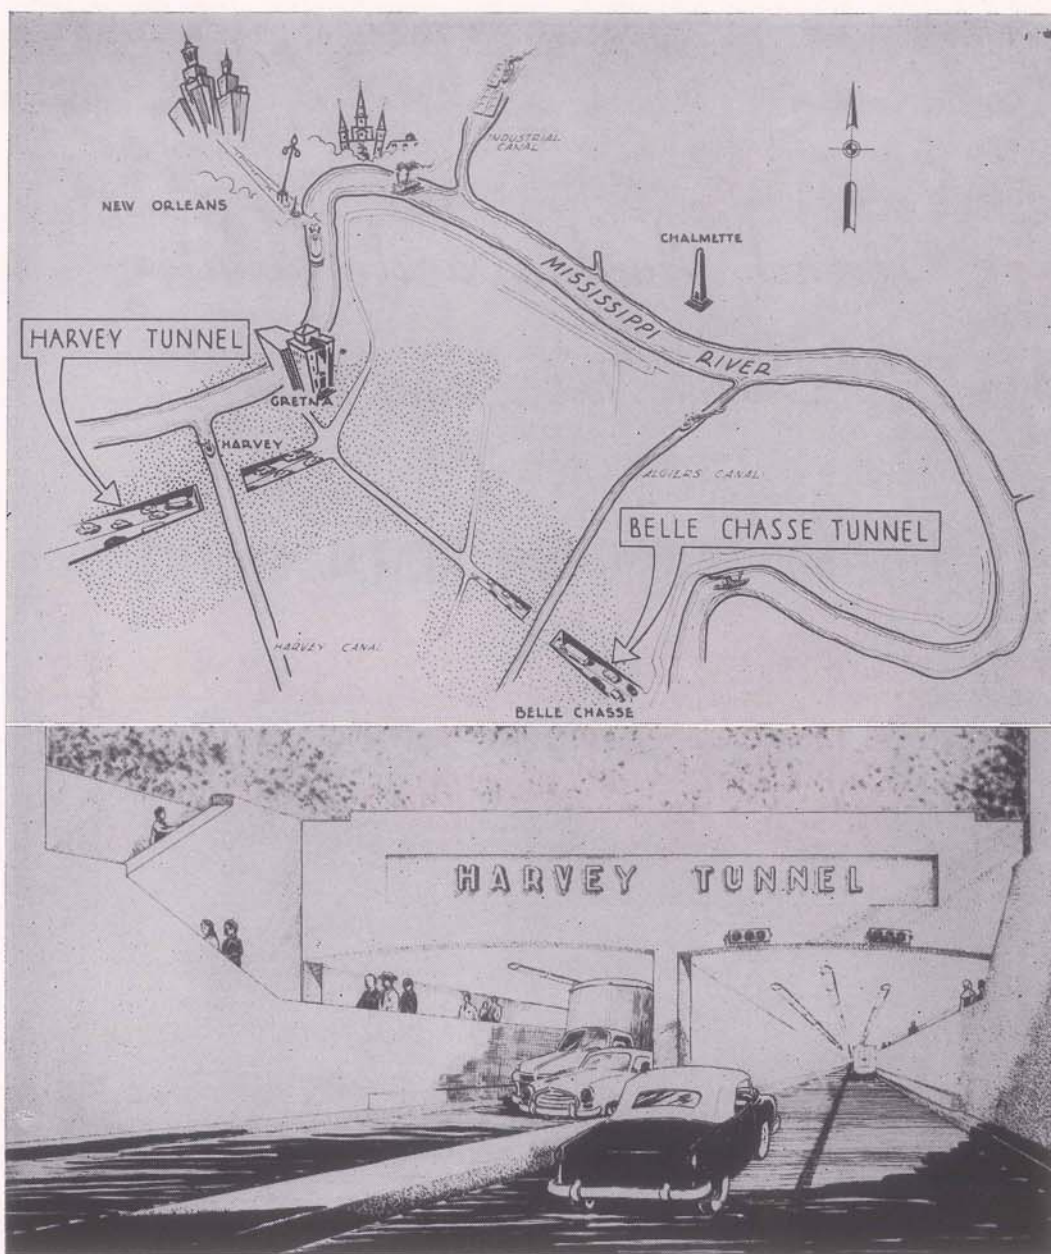 INDUSTRIAL
CANAL
NEW ORLEANS
CHALMETTE
MISSISSIPPI
RIVER
HARVEY TUNNEL
GRETNA
HARVEY
ALGIERS CANAL
BELLE CHASSE TUNNEL
HARVEY CANAL
BELLE CHASSE
HARVEY TUNNEL